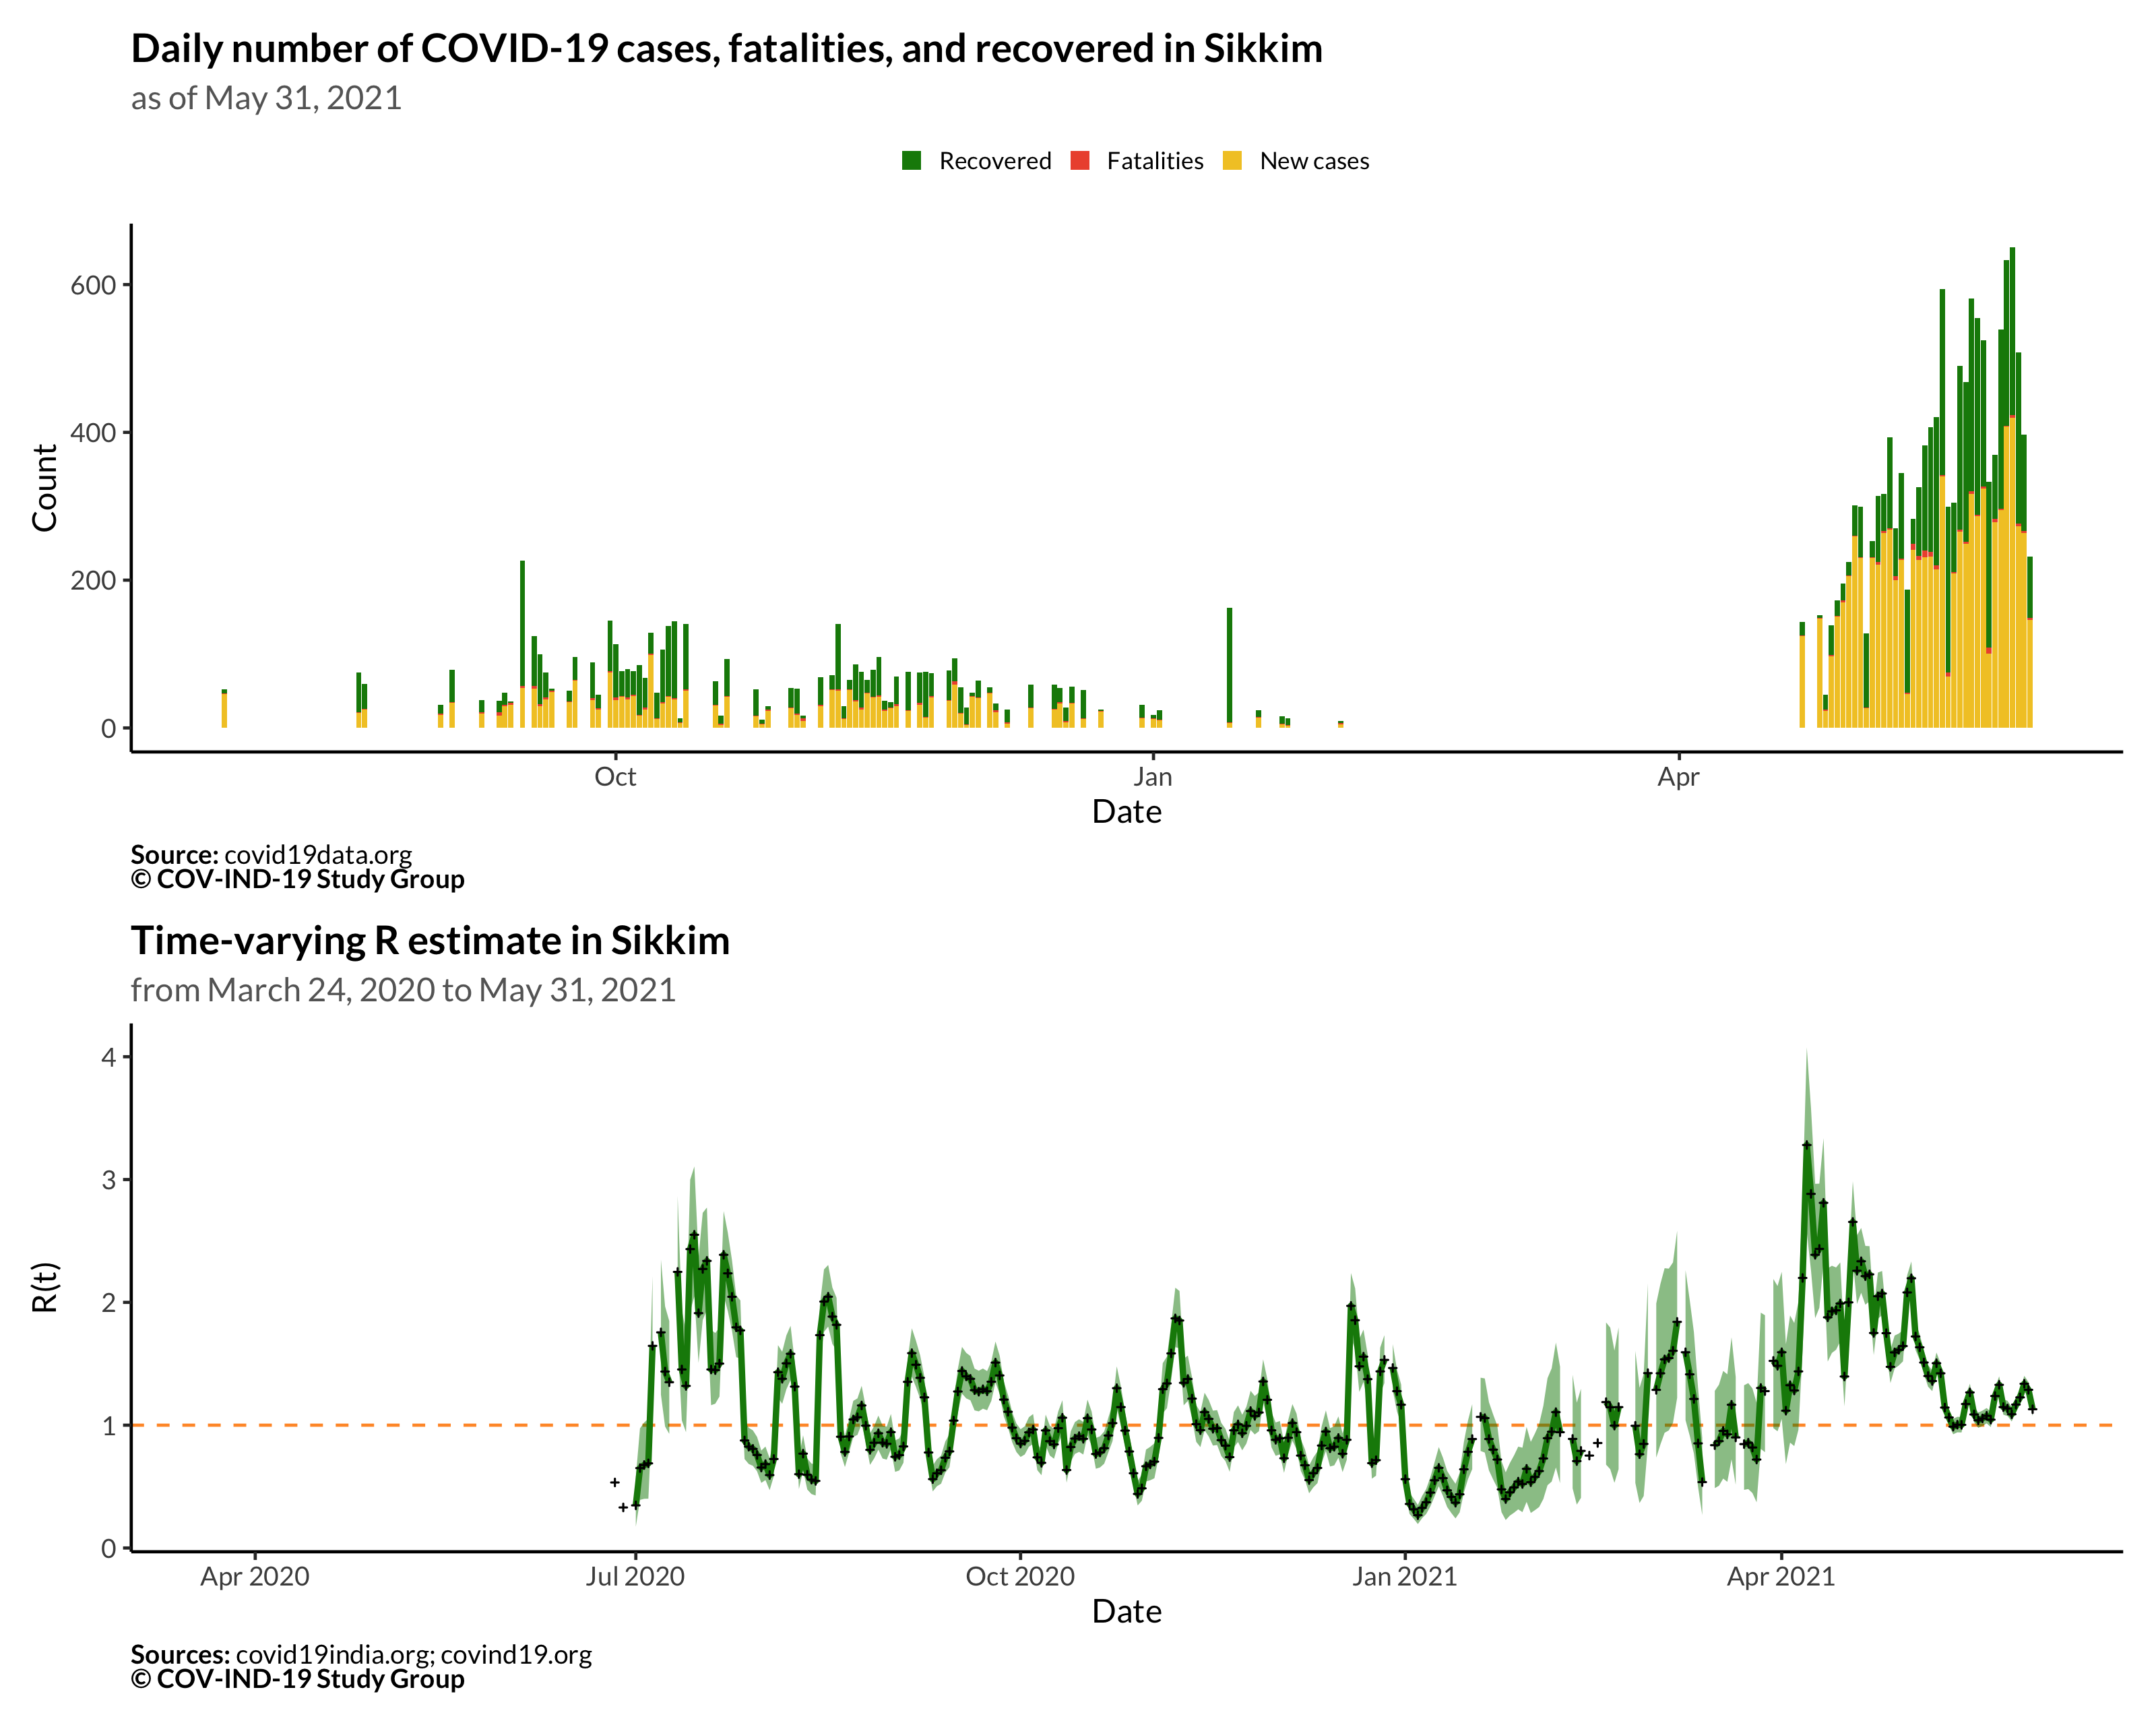 Daily number of COVID-19 cases, fatalities, and recovered in Sikkim
as of May 31, 2021
Recovered Fatalities New cases
600
400
200
0
Count
Oct Jan Apr
Date
Source: covid19data.org
© COV-IND-19 Study Group
Time-varying R estimate in Sikkim
from March 24, 2020 to May 31, 2021
4
3
2
1
0
R(t)
Apr 2020 Jul 2020 Oct 2020 Jan 2021 Apr 2021
Date
Sources: covid19india.org; covind19.org
© COV-IND-19 Study Group